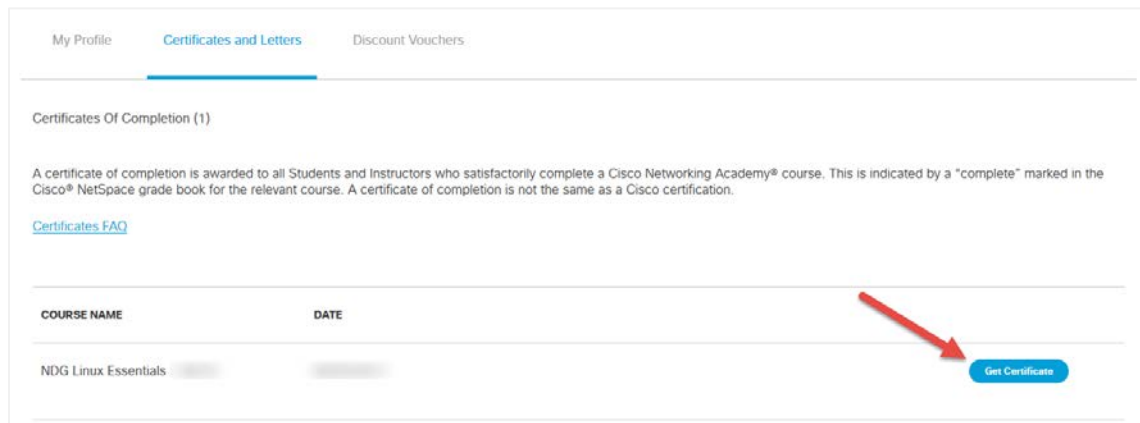 My Profile Certificates and Letters Discount Vouchers
Certificates Of Completion (1)
A certificate of completion is awarded to all Students and Instructors who satisfactorily complete a Cisco Networking Academy® course. This is indicated by a "complete" marked in the
Cisco® NetSpace grade book for the relevant course. A certificate of completion is not the same as a Cisco certification.
Certificates FAQ
COURSE NAME DATE
NDG Linux Essentials Get Certificate